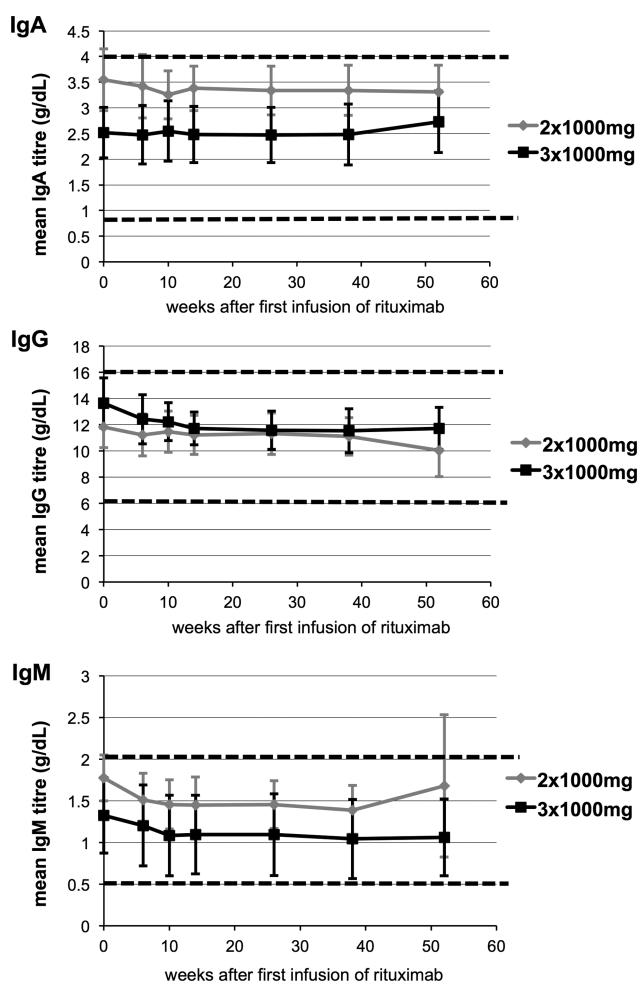 IgA
4.5
4
3.5
3
2.5
2
1.5
1
0.5
0
mean IgA titre (g/dL)
0 10 20 30 40 50 60
weeks after first infusion of rituximab
2x1000mg
3x1000mg
IgG
18
16
14
12
10
8
6
4
2
0
mean IgG titre (g/dL)
0 10 20 30 40 50 60
weeks after first infusion of rituximab
2x1000mg
3x1000mg
IgM
3
2.5
2
1.5
1
0.5
0
mean IgM titre (g/dL)
0 10 20 30 40 50 60
weeks after first infusion of rituximab
2x1000mg
3x1000mg